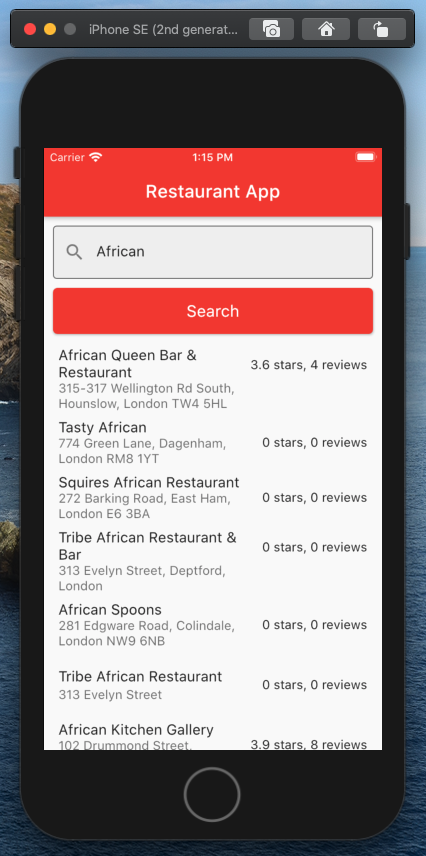 iPhone SE (2nd generat...
Carrier 1:15 PM
Restaurant App
African
Search
African Queen Bar &
Restaurant
3.6 stars, 4 reviews
315-317 Wellington Rd South,
Hounslow, London TW4 5HL
Tasty African
774 Green Lane, Dagenham,
London RM8 1YT
0 stars, 0 reviews
Squires African Restaurant
272 Barking Road, East Ham,
London E6 3BA
0 stars, 0 reviews
Tribe African Restaurant &
Bar
313 Evelyn Street, Deptford,
London
0 stars, 0 reviews
African Spoons
281 Edgware Road, Colindale,
London NW9 6NB
0 stars, 0 reviews
Tribe African Restaurant
313 Evelyn Street
0 stars, 0 reviews
African Kitchen Gallery
102 Drummond Street,
3.9 stars, 8 reviews